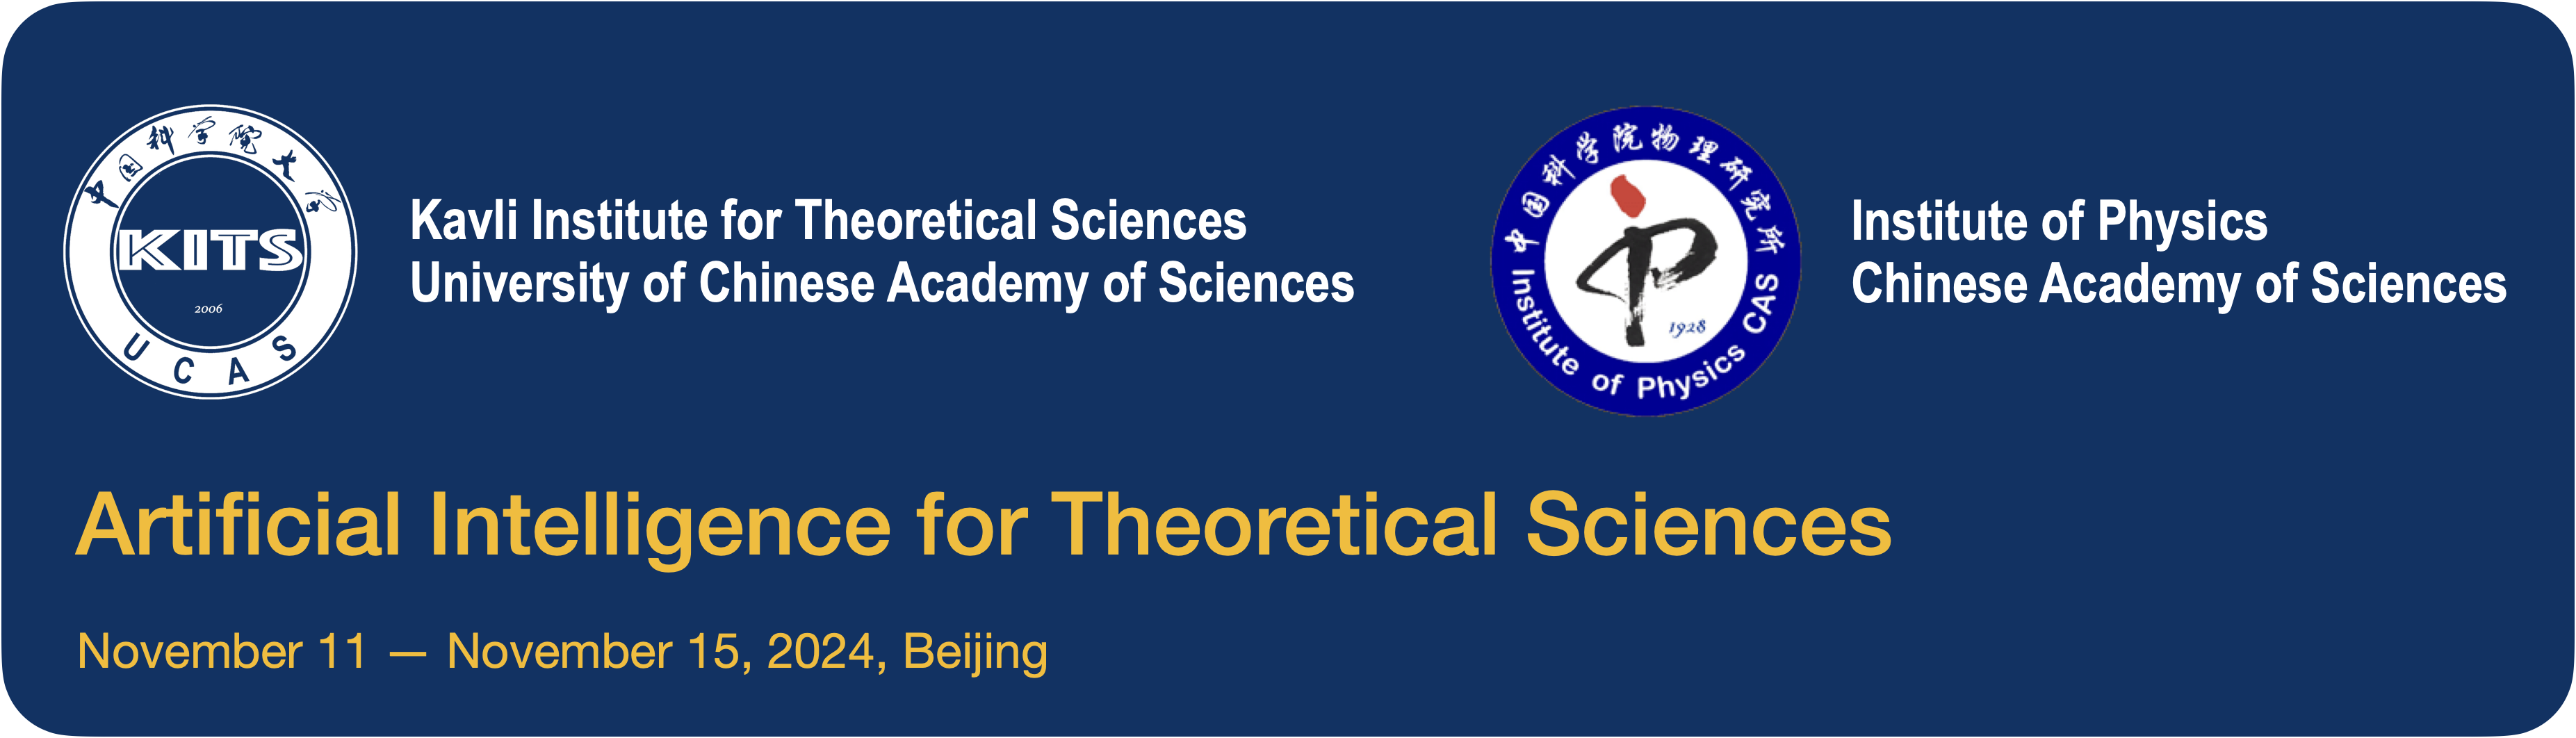 中国科学院大学
KITS
2006
UCAS
Kavli Institute for Theoretical Sciences
University of Chinese Academy of Sciences
中国科学院物理研究所
1928
Institute of Physics CAS
Institute of Physics
Chinese Academy of Sciences
Artificial Intelligence for Theoretical Sciences
November 11 — November 15, 2024, Beijing